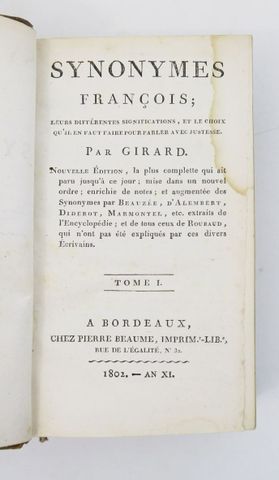 SYNONYMES
FRANÇOIS;
LEURS DIFFÉRENTES SIGNIFICATIONS, ET LE CHOIX
QU'IL EN FAUT FAIRE POUR PARLER AVEC JUSTESSE.
PAR GIRARD.
NOUVELLE ÉDITION, la plus complette qui ait
paru jusqu'à ce jour; mise dans un nouvel
ordre; enrichie de notes; et augmentée des
Synonymes par BEAUZÉE, D'ALEMBERT,
DIDEROT, MARMONTEL, etc. extraits de
l'Encyclopédie; et de tous ceux de ROUBAUD,
qui n'ont pas été expliqués par ces divers
Écrivains.
TOME I.
A BORDEAUX,
CHEZ PIERRE BEAUME, IMPRIM.r-LIB.e,
RUE DE L'ÉGALITÉ, N° 32.
1802. — AN XI.